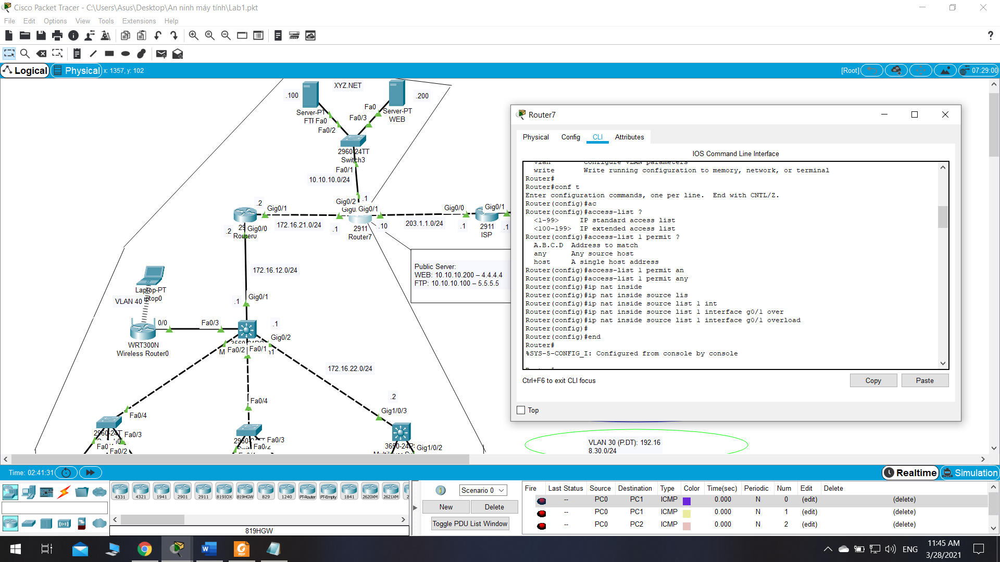 Cisco Packet Tracer - C:\Users\Asus\Desktop\An ninh máy tính\Lab1.pkt
File Edit Options View Tools Extensions Help
?
Logical Physical x: 1357, y: 102
[Root] 07:29:00
XYZ.NET
.100
.200
Server-PT
Fa0
Server-PT
WEB
Fa0
Fa0/3
Fa0/2
2960-24TT
Switch3
Fa0/1
10.10.10.0/24
.2
Gig0/1
Gig0/2
.1
Gig0/1
Gig0/0
Gig0/1
172.16.21.0/24
.1
2911
Router7
.10
203.1.1.0/24
.1
2911
ISP
.1
.2
Gig0/0
Router0
172.16.12.0/24
Public Server:
WEB: 10.10.10.200 – 4.4.4.4
FTP: 10.10.10.100 – 5.5.5.5
Laptop-PT
VLAN 40
.1
Gig0/1
0/0
Fa0/3
.1
Gig0/2
WRT300N
Wireless Router0
Fa0/2
Fa0/1
172.16.22.0/24
.2
Fa0/4
Gig1/0/3
Fa0/4
Fa0/3
Fa0/2
Fa0/3
Fa0/2
Gig1/0/2
Router7
Physical Config CLI Attributes
IOS Command Line Interface
vlan Configure VLAN parameters
write Write running configuration to memory, network, or terminal
Router#
Router#conf t
Enter configuration commands, one per line. End with CNTL/Z.
Router(config)#ac
Router(config)#access-list ?
<1-99> IP standard access list
<100-199> IP extended access list
Router(config)#access-list 1 permit ?
A.B.C.D Address to match
any Any source host
host A single host address
Router(config)#access-list 1 permit an
Router(config)#access-list 1 permit any
Router(config)#ip nat inside
Router(config)#ip nat inside source lis
Router(config)#ip nat inside source list 1 int
Router(config)#ip nat inside source list 1 interface g0/1 over
Router(config)#ip nat inside source list 1 interface g0/1 overload
Router(config)#
Router(config)#end
Router#
%SYS-5-CONFIG_I: Configured from console by console
Ctrl+F6 to exit CLI focus
Copy
Paste
Top
VLAN 30 (P.DT): 192.16
8.30.0/24
Time: 02:41:31
Realtime Simulation
4331 4321 1941 2901 2911 819IOX 819HGW 829 1240 PT-Router PT-Empty 1841 2620XM 2621XM
819HGW
Scenario 0
New Delete
Toggle PDU List Window
Fire Last Status Source Destination Type Color Time(sec) Periodic Num Edit Delete
-- PC0 PC1 ICMP 0.000 N 0 (edit) (delete)
-- PC0 PC1 ICMP 0.000 N 1 (edit) (delete)
-- PC0 PC2 ICMP 0.000 N 2 (edit) (delete)
ENG
11:45 AM
3/28/2021